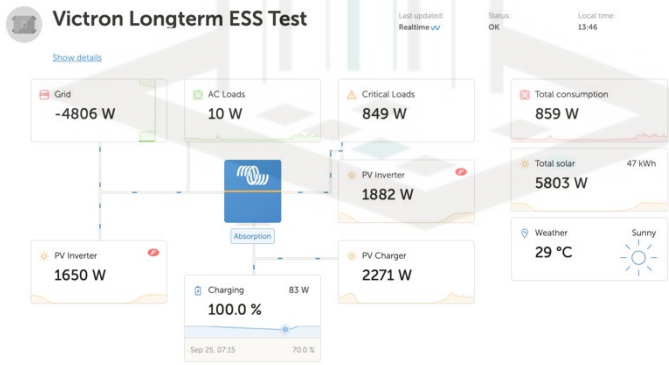 Victron Longterm ESS Test
Last updated:
Realtime
Status:
OK
Local time:
13:46
Show details
Grid
-4806 W
AC Loads
10 W
Critical Loads
849 W
Total consumption
859 W
PV Inverter
1882 W
Total solar
47 kWh
5803 W
Absorption
Weather
Sunny
29 °C
PV Inverter
1650 W
PV Charger
2271 W
Charging
83 W
100.0 %
Sep 25, 07:15
70.0 %